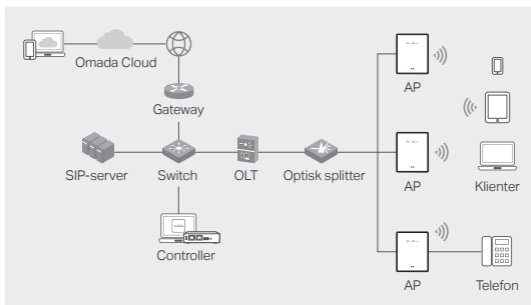 Omada Cloud
Gateway
SIP-server
Switch
OLT
Optisk splitter
Controller
AP
AP
AP
Klienter
Telefon